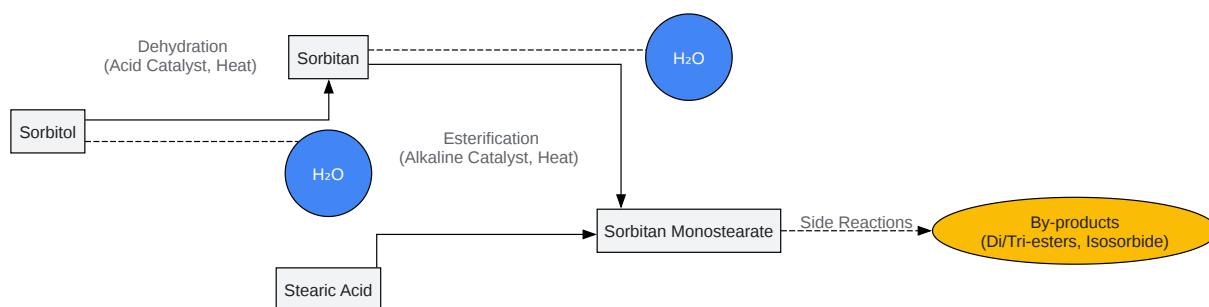 Dehydration
(Acid Catalyst, Heat)
Sorbitan
H₂O
Sorbitol
H₂O
Esterification
(Alkaline Catalyst, Heat)
Sorbitan Monostearate
Side Reactions
By-products
(Di/Tri-esters, Isosorbide)
Stearic Acid